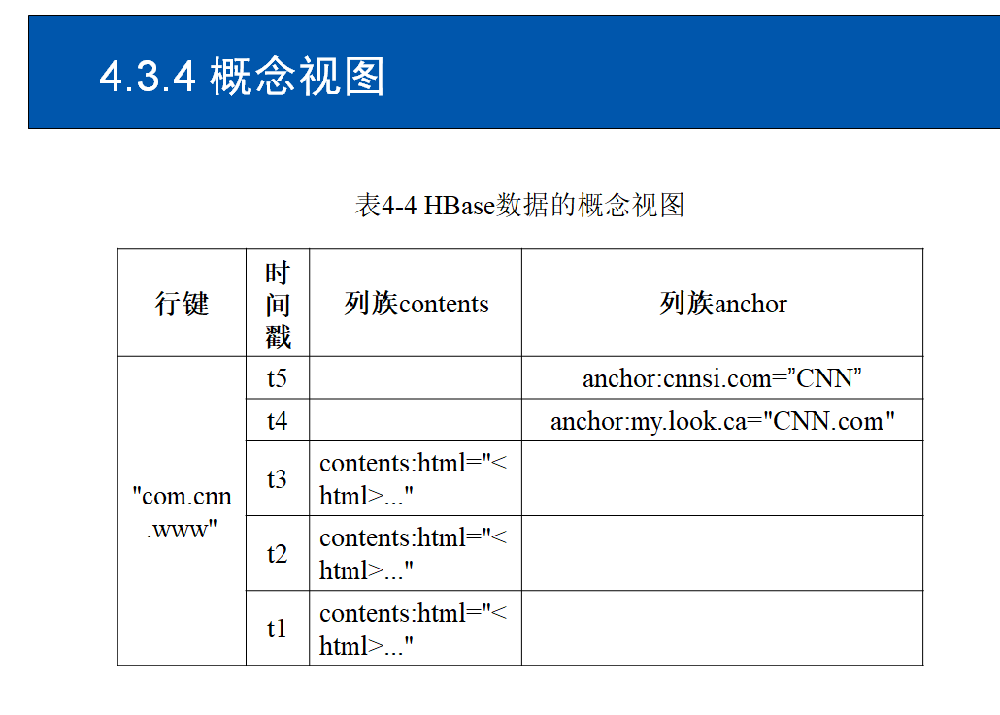 4.3.4 概念视图
表4-4 HBase数据的概念视图
行键
时
间
戳
列族contents
列族anchor
"com.cnn
.www"
t5
anchor:cnnsi.com=”CNN”
t4
anchor:my.look.ca="CNN.com"
t3
contents:html="<
html>..."
t2
contents:html="<
html>..."
t1
contents:html="<
html>..."